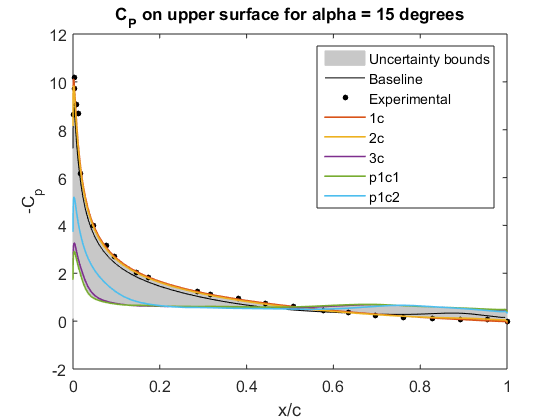 C_P on upper surface for alpha = 15 degrees
12
10
8
6
4
2
0
-2
-C_p
0
0.2
0.4
0.6
0.8
1
x/c
Uncertainty bounds
Baseline
Experimental
1c
2c
3c
p1c1
p1c2